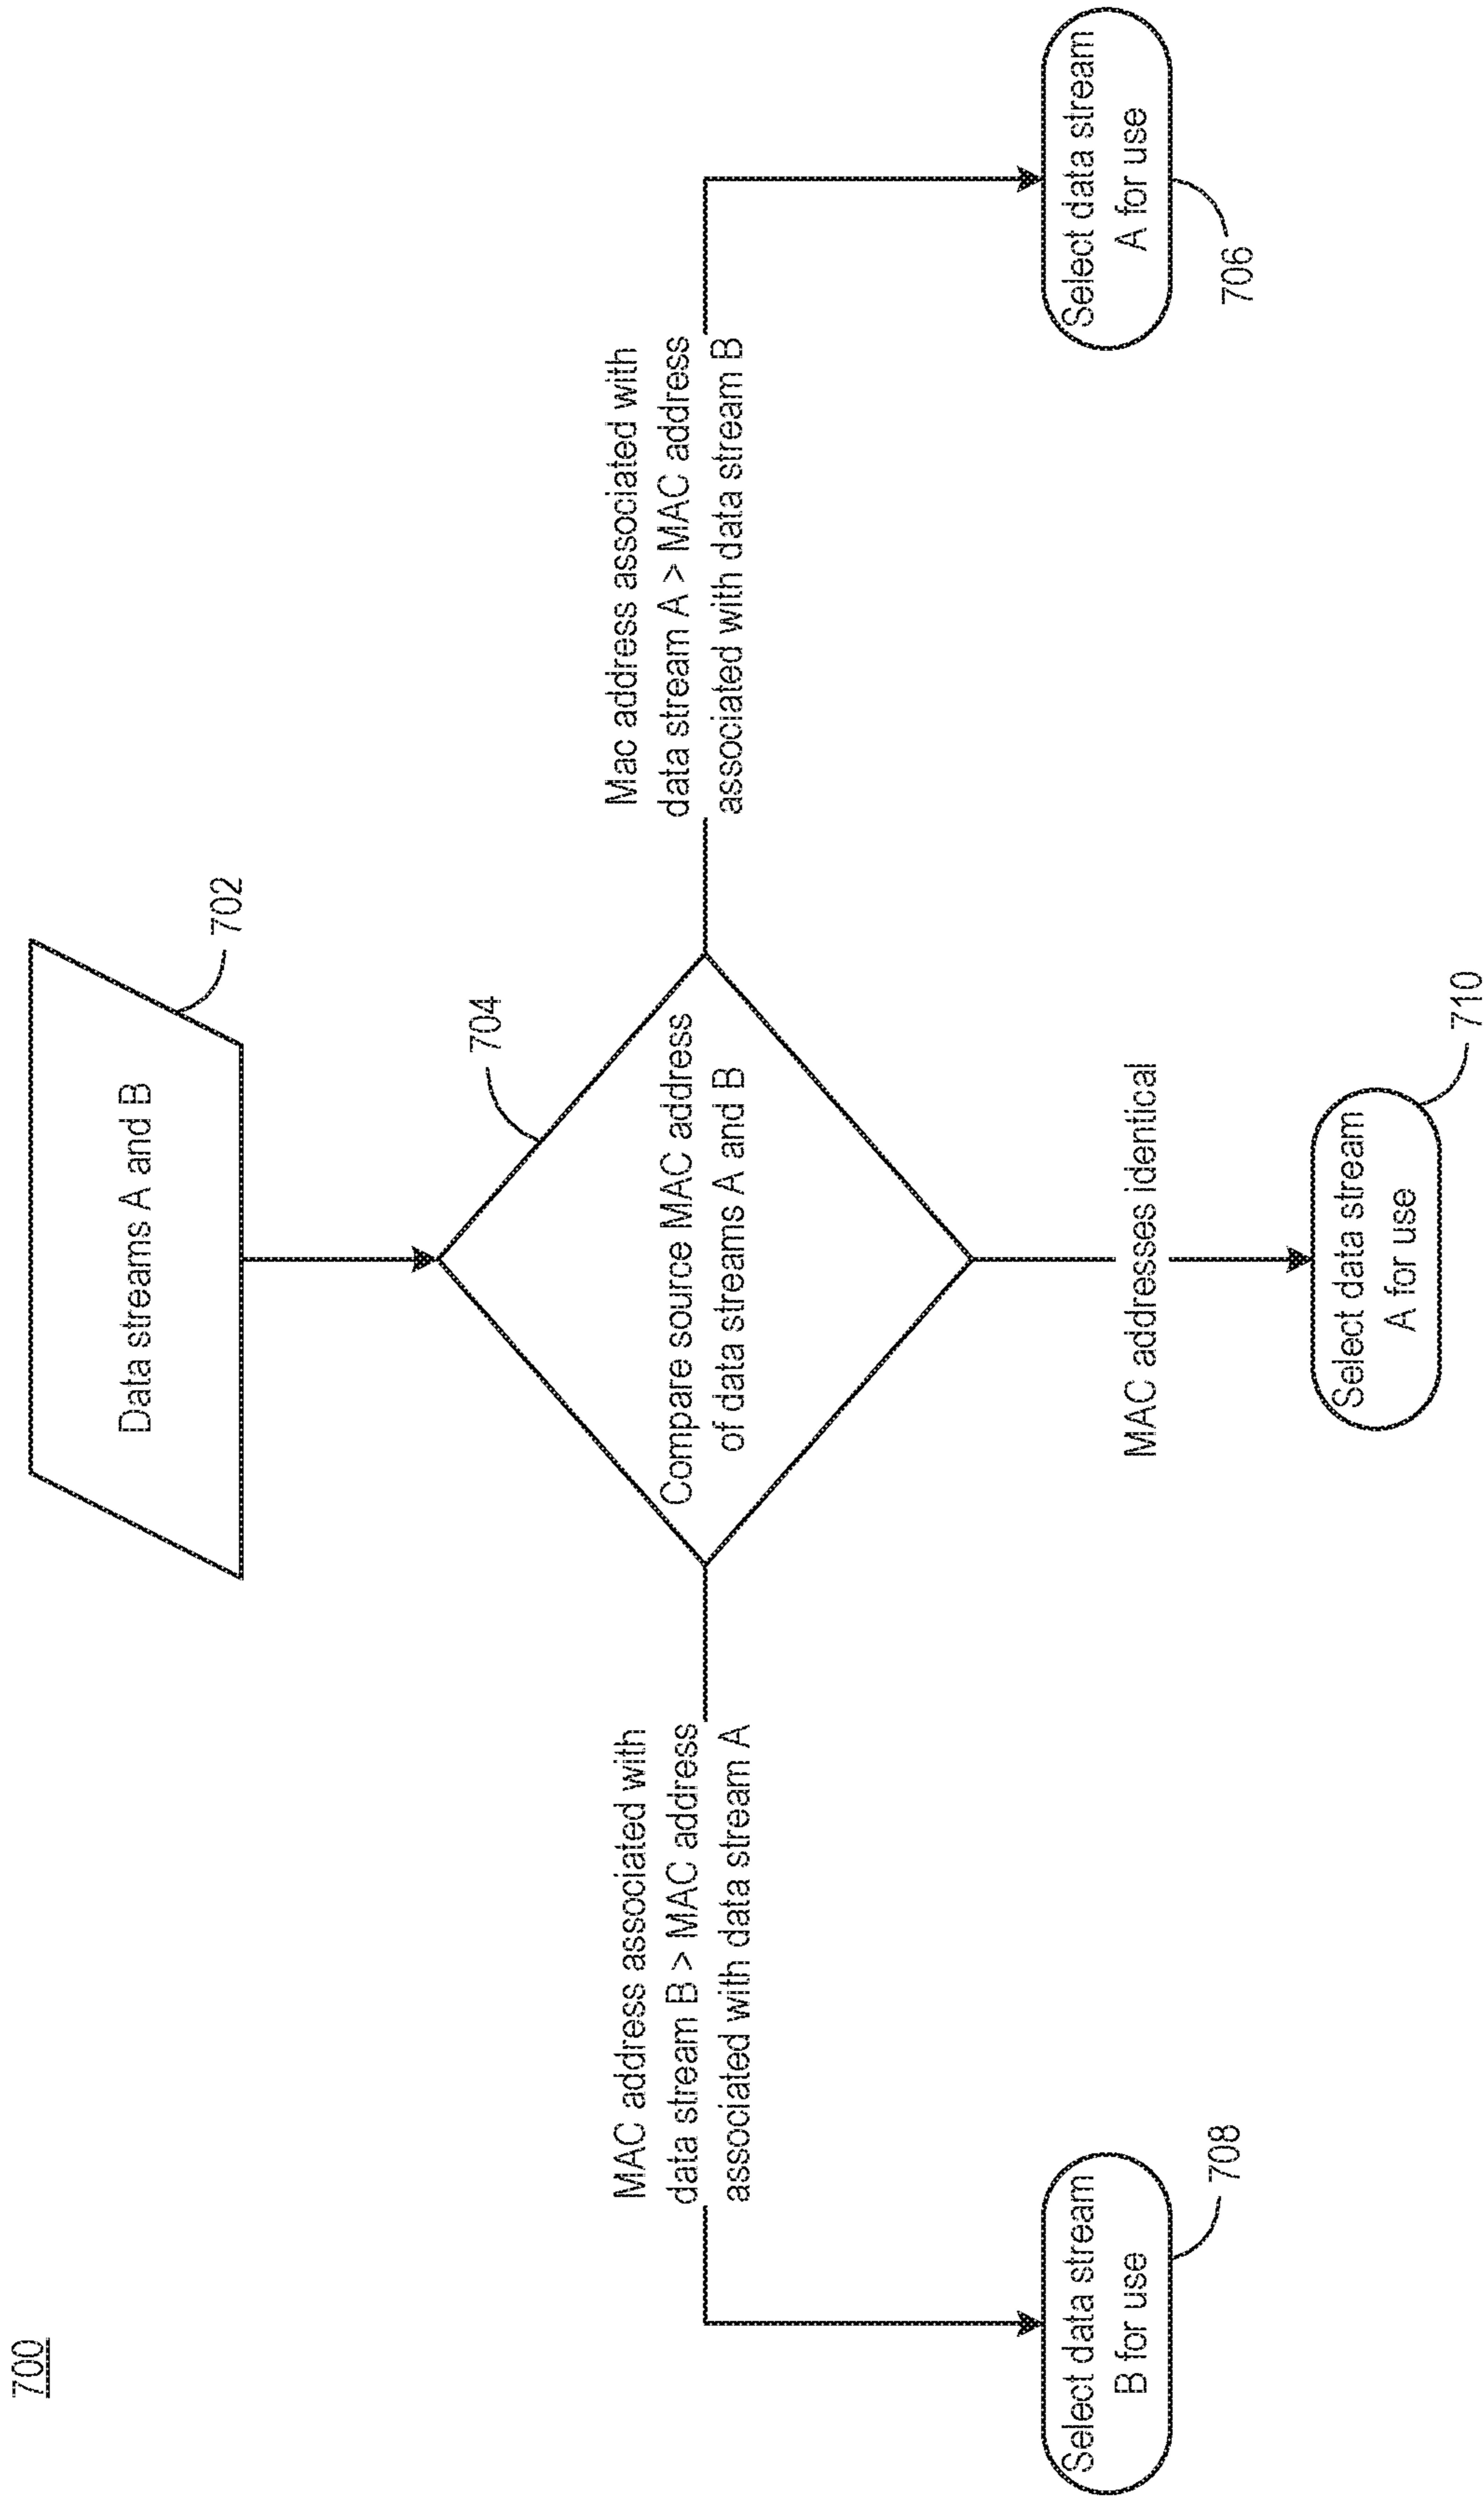 700
Data streams A and B
702
704
Compare source MAC address
of data streams A and B
MAC address associated with
data stream B > MAC address
associated with data stream A
Mac address associated with
data stream A > MAC address
associated with data stream B
MAC addresses identical
Select data stream
B for use
708
Select data stream
A for use
710
Select data stream
A for use
706